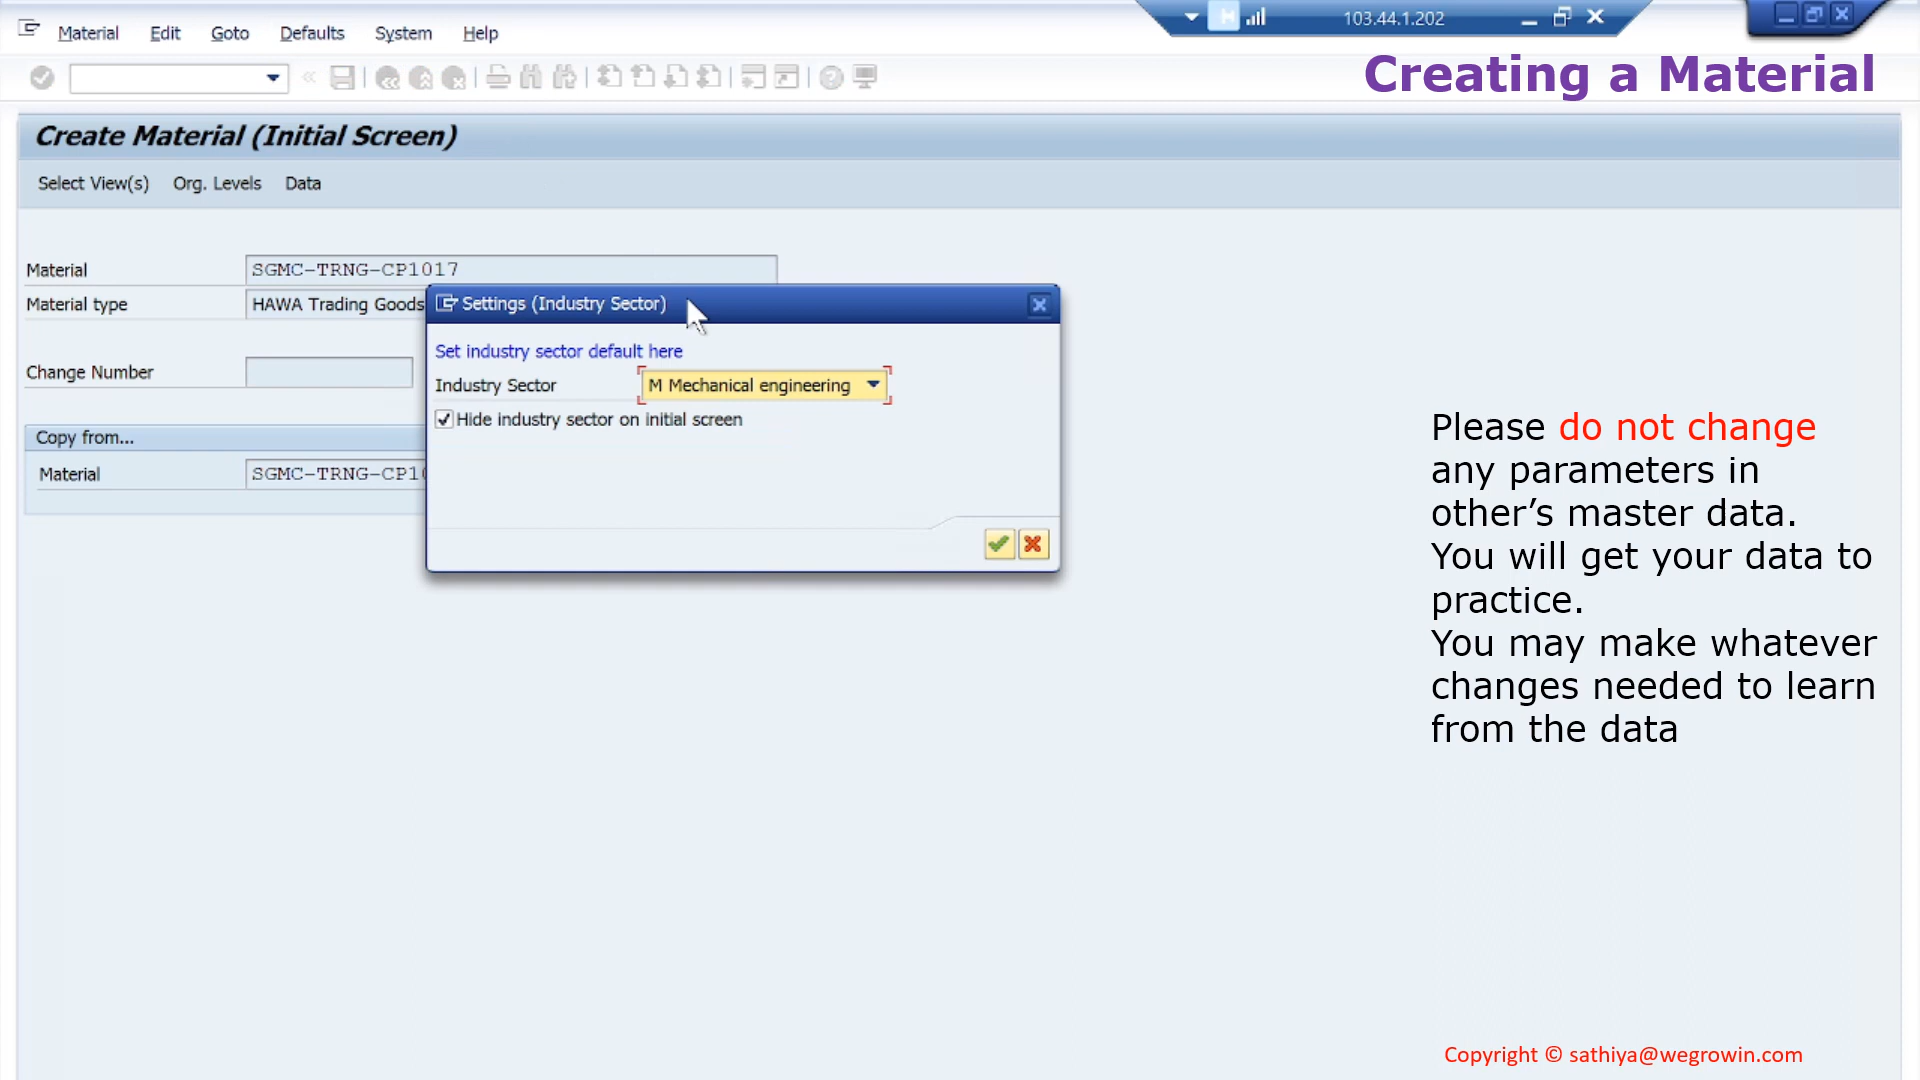 Material Edit Goto Defaults System Help
103.44.1.202
Creating a Material
Create Material (Initial Screen)
Select View(s) Org. Levels Data
Material SGMC-TRNG-CP1017
Material type HAWA Trading Goods
Settings (Industry Sector)
Set industry sector default here
Change Number
Industry Sector M Mechanical engineering
Hide industry sector on initial screen
Copy from...
Material SGMC-TRNG-CP10
Please do not change
any parameters in
other’s master data.
You will get your data to
practice.
You may make whatever
changes needed to learn
from the data
Copyright © sathiya@wegrowin.com